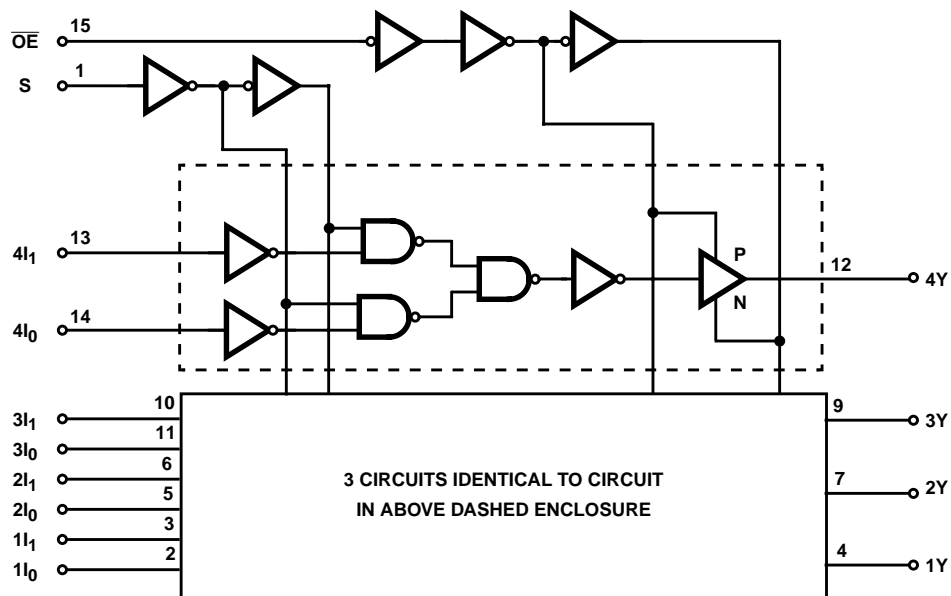 15
O̅E̅
1
S
13
4I₁
P
12
4Y
14
N
4I₀
10
3I₁
9
3Y
11
3I₀
6
2I₁
3 CIRCUITS IDENTICAL TO CIRCUIT
7
2Y
5
2I₀
IN ABOVE DASHED ENCLOSURE
3
1I₁
4
1Y
2
1I₀